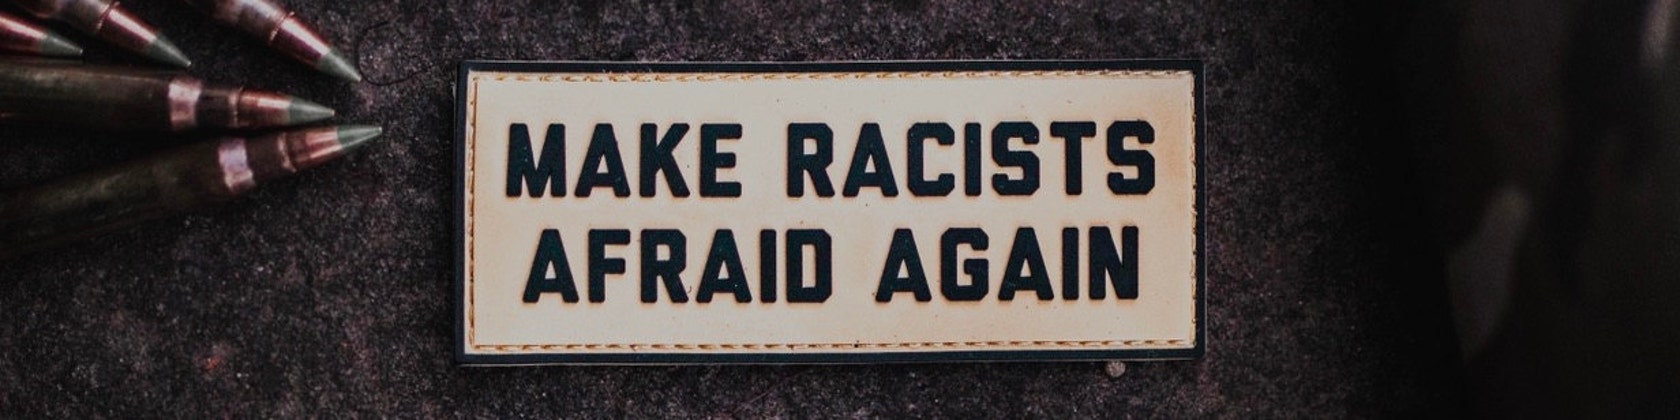 MAKE RACISTS
AFRAID AGAIN